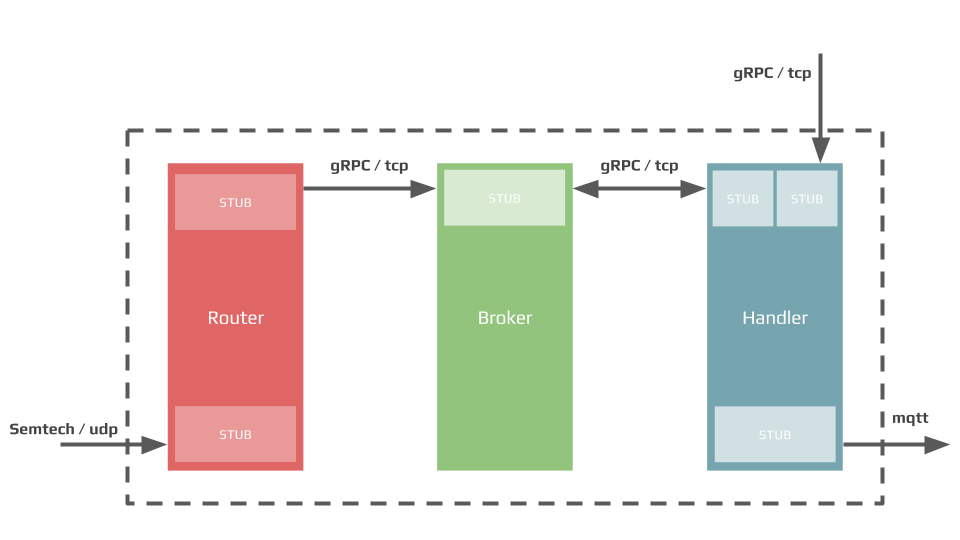 gRPC / tcp
gRPC / tcp
gRPC / tcp
STUB
STUB
STUB
STUB
Router
Broker
Handler
Semtech / udp
mqtt
STUB
STUB